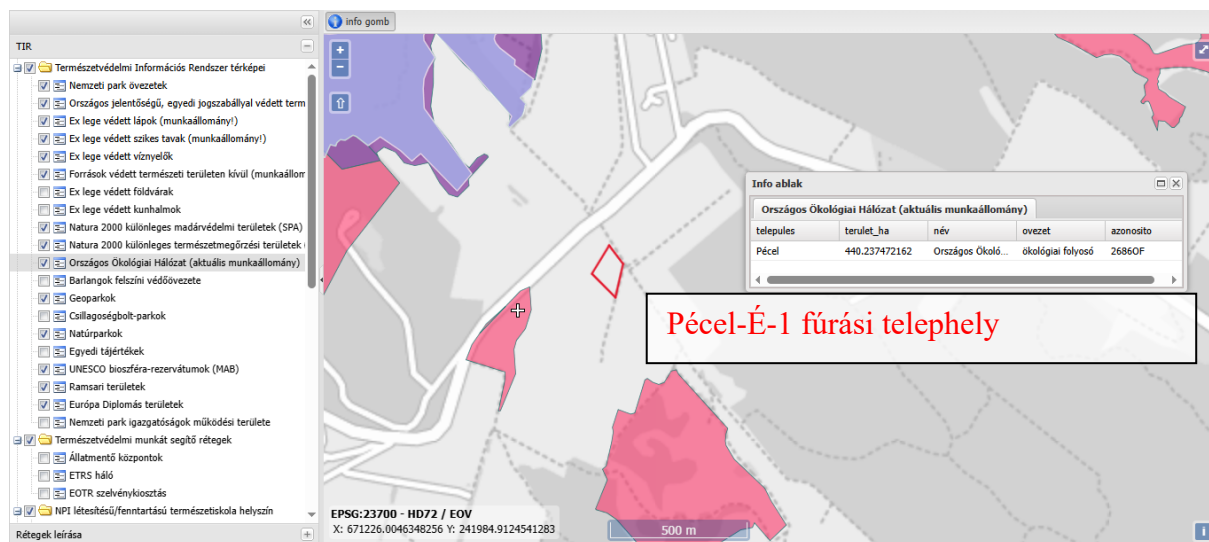 info gomb
TIR
Természetvédelmi Információs Rendszer térképei
Nemzeti park övezetek
Országos jelentőségű, egyedi jogszabállyal védett term
Ex lege védett lápok (munkaállomány!)
Ex lege védett szikes tavak (munkaállomány!)
Ex lege védett víznyelők
Források védett természeti területen kívül (munkaállom
Ex lege védett földvárak
Ex lege védett kunhalmok
Natura 2000 különleges madárvédelmi területek (SPA)
Natura 2000 különleges természetmegőrzési területek
Országos Ökológiai Hálózat (aktuális munkaállomány)
Barlangok felszíni védőövezete
Geoparkok
Csillagoségbolt-parkok
Natúrparkok
Egyedi tájértékek
UNESCO bioszféra-rezervátumok (MAB)
Ramsari területek
Európa Diplomás területek
Nemzeti park igazgatóságok működési területe
Természetvédelmi munkát segítő rétegek
Állatmentő központok
ETRS háló
EOTR szelvénykiosztás
NPI létesítésű/fenntartású természetiskola helyszín
Rétegek leírása
Info ablak
Országos Ökológiai Hálózat (aktuális munkaállomány)
telepules terulet_ha név ovezet azonosito
Pécel 440.237472162 Országos Ökoló... ökológiai folyosó 2686OF
Pécel-É-1 fúrási telephely
EPSG:23700 - HD72 / EOV
X: 671226.0046348256 Y: 241984.9124541283
500 m